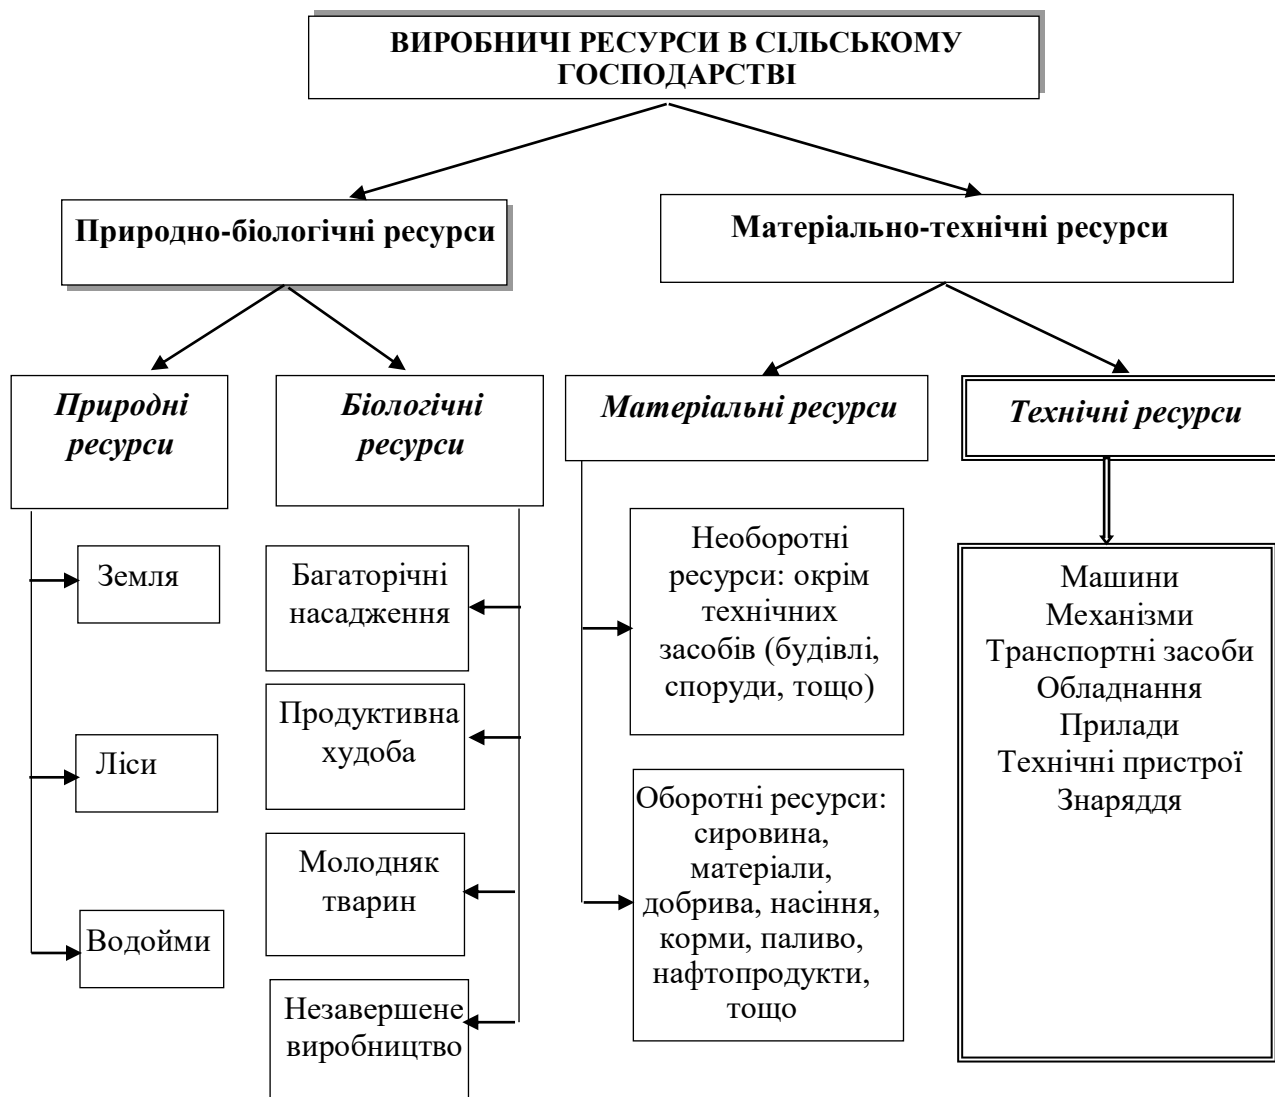 ВИРОБНИЧІ РЕСУРСИ В СІЛЬСЬКОМУ
ГОСПОДАРСТВІ
Природно-біологічні ресурси
Матеріально-технічні ресурси
Природні
ресурси
Біологічні
ресурси
Матеріальні ресурси
Технічні ресурси
Земля
Ліси
Водойми
Багаторічні
насадження
Продуктивна
худоба
Молодняк
тварин
Незавершене
виробництво
Необоротні
ресурси: окрім
технічних
засобів (будівлі,
споруди, тощо)
Оборотні ресурси:
сировина,
матеріали,
добрива, насіння,
корми, паливо,
нафтопродукти,
тощо
Машини
Механізми
Транспортні засоби
Обладнання
Прилади
Технічні пристрої
Знаряддя